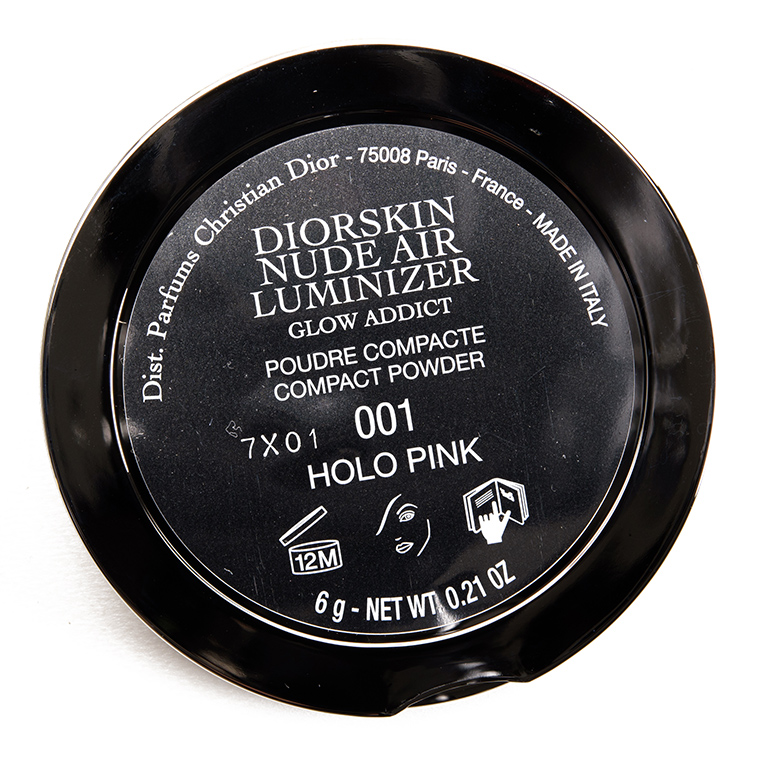 Dist. Parfums Christian Dior - 75008 Paris - France - MADE IN ITALY
DIORSKIN
NUDE AIR
LUMINIZER
GLOW ADDICT
POUDRE COMPACTE
COMPACT POWDER
7X01 001
HOLO PINK
12M
6 g - NET WT. 0.21 OZ